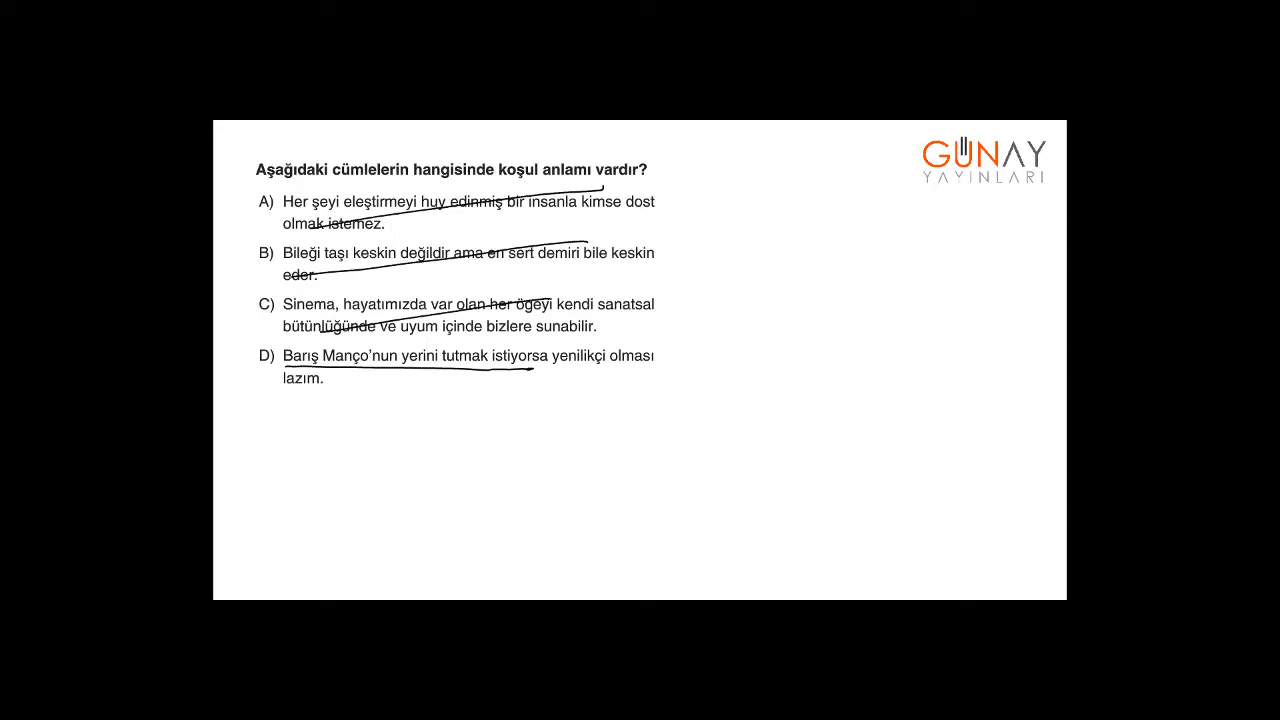 GÜNAY
YAYINLARI
Aşağıdaki cümlelerin hangisinde koşul anlamı vardır?
A) Her şeyi eleştirmeyi huy edinmiş bir insanla kimse dost
olmak istemez.
B) Bileği taşı keskin değildir ama en sert demiri bile keskin
eder.
C) Sinema, hayatımızda var olan her ögeyi kendi sanatsal
bütünlüğünde ve uyum içinde bizlere sunabilir.
D) Barış Manço’nun yerini tutmak istiyorsa yenilikçi olması
lazım.